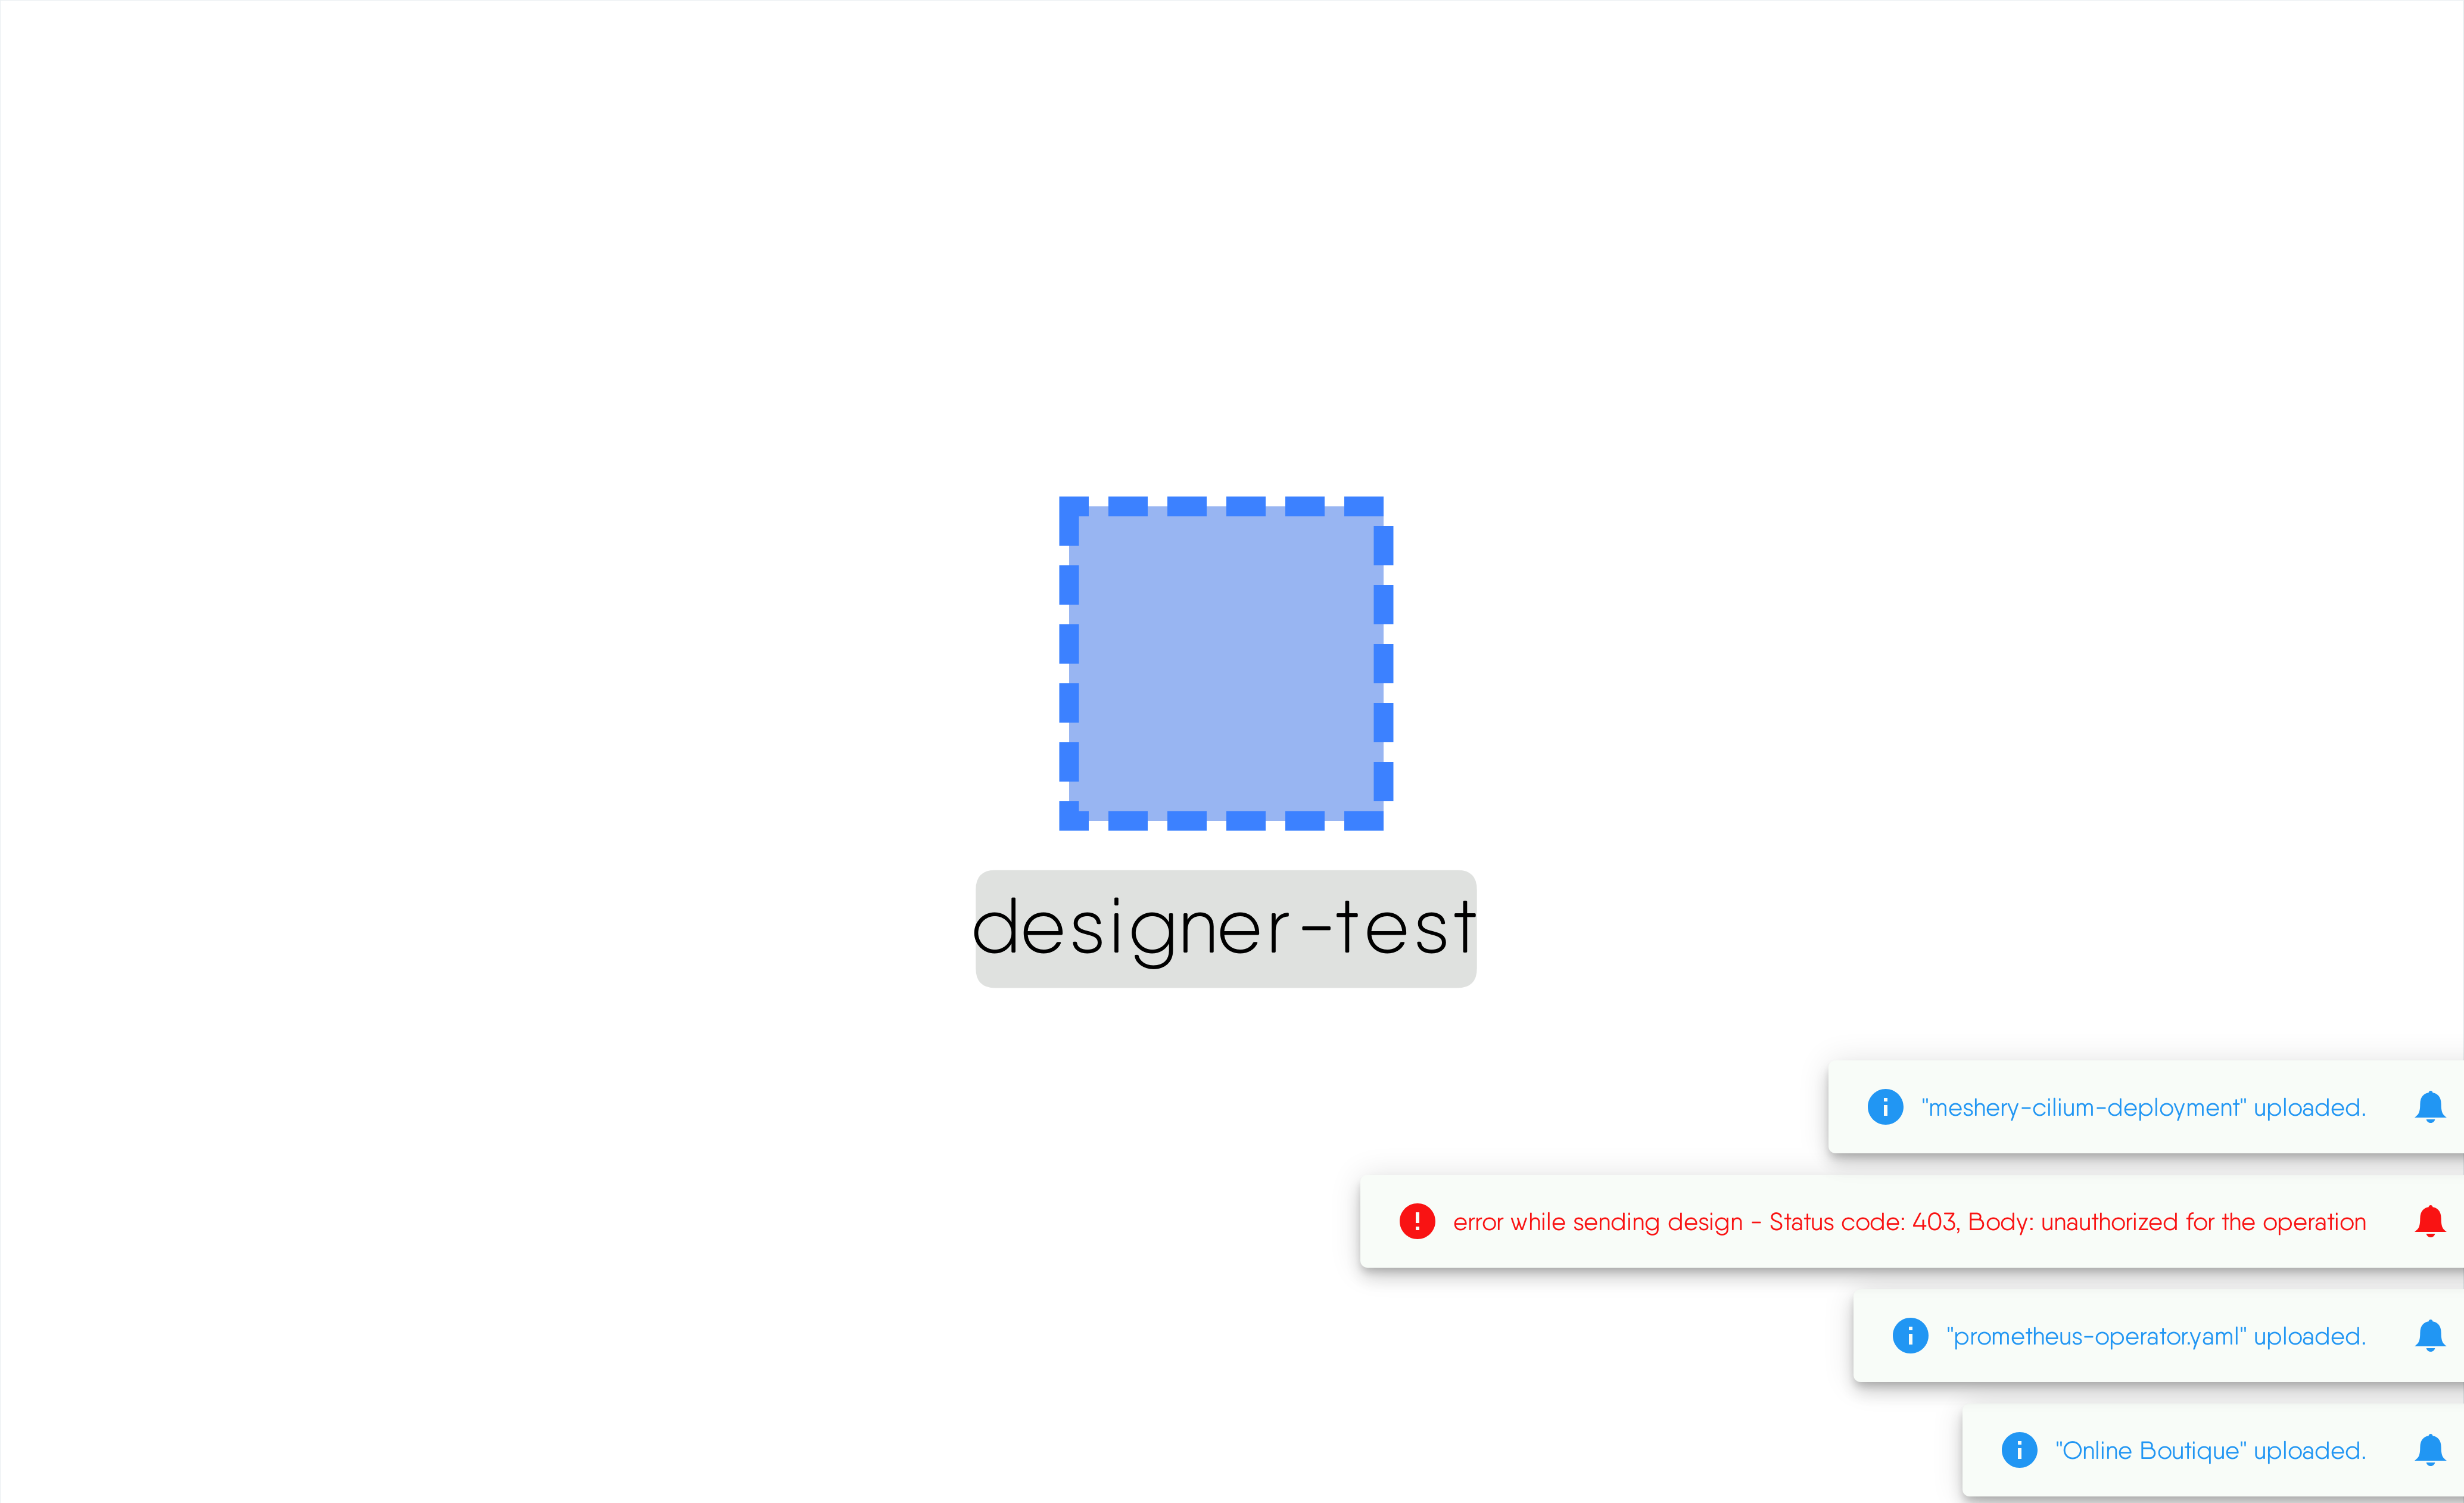 designer-test
"meshery-cilium-deployment" uploaded.
error while sending design - Status code: 403, Body: unauthorized for the operation
"prometheus-operator.yaml" uploaded.
"Online Boutique" uploaded.